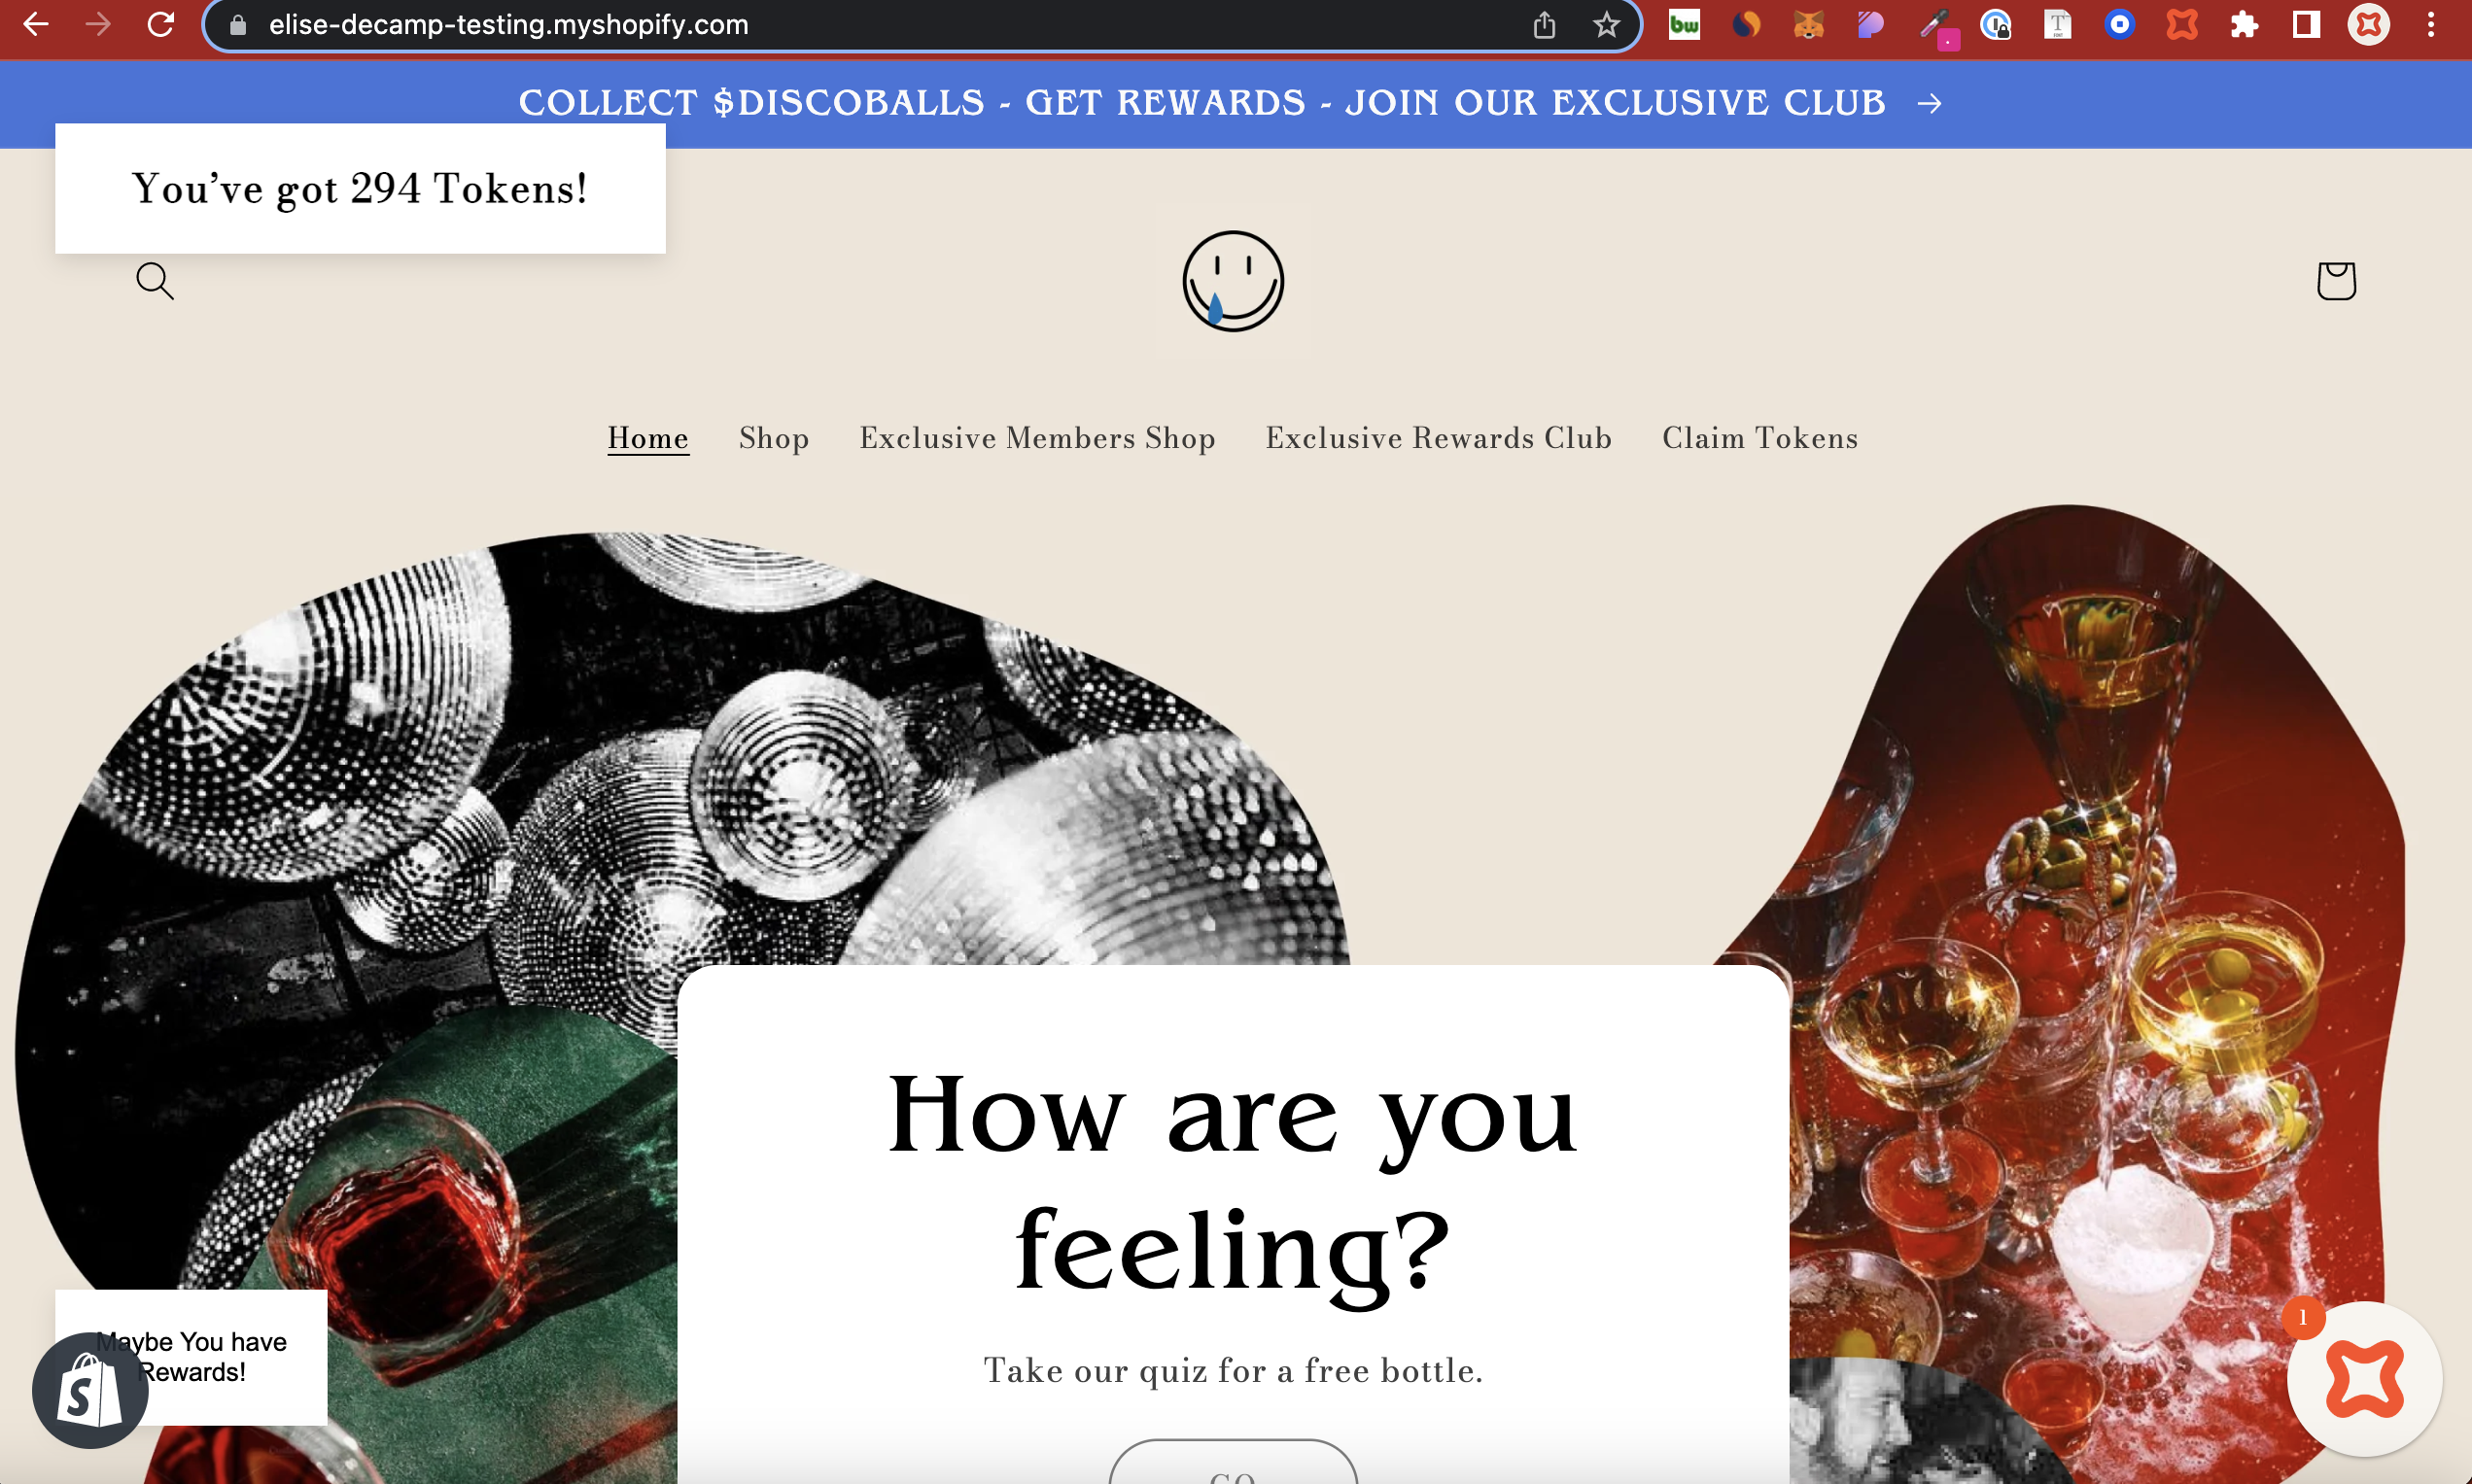 elise-decamp-testing.myshopify.com
bw
T
COLLECT $DISCOBALLS - GET REWARDS - JOIN OUR EXCLUSIVE CLUB →
You’ve got 294 Tokens!
Home Shop Exclusive Members Shop Exclusive Rewards Club Claim Tokens
How are you
feeling?
Take our quiz for a free bottle.
GO
Maybe You have
Rewards!
S
1